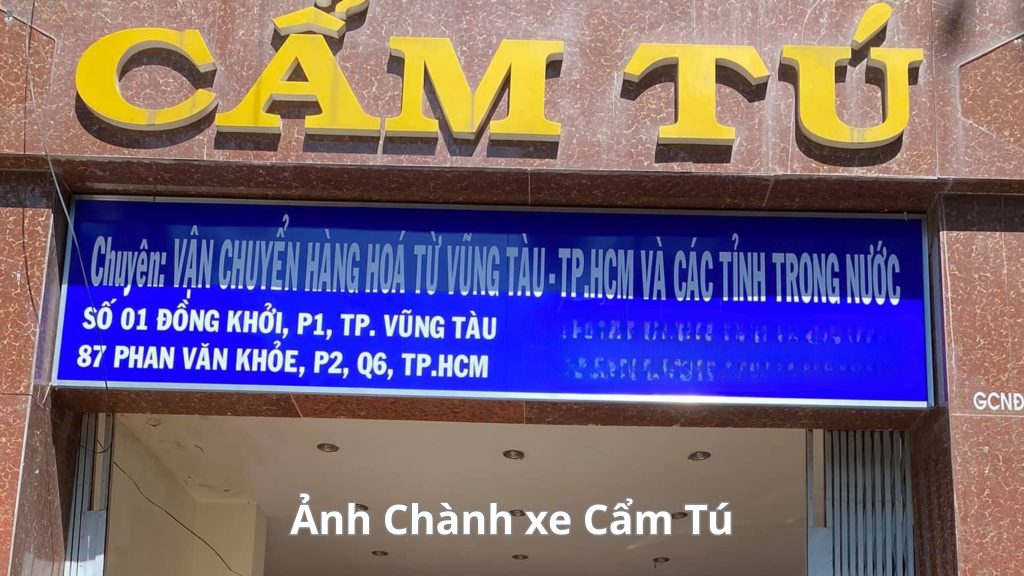 CẨM TÚ
Chuyên: VẬN CHUYỂN HÀNG HOÁ TỪ VŨNG TÀU - TP.HCM VÀ CÁC TỈNH TRONG NƯỚC
SỐ 01 ĐỒNG KHỞI, P1, TP. VŨNG TÀU
87 PHAN VĂN KHỎE, P2, Q6, TP.HCM
GCNĐ
Ảnh Chành xe Cẩm Tú